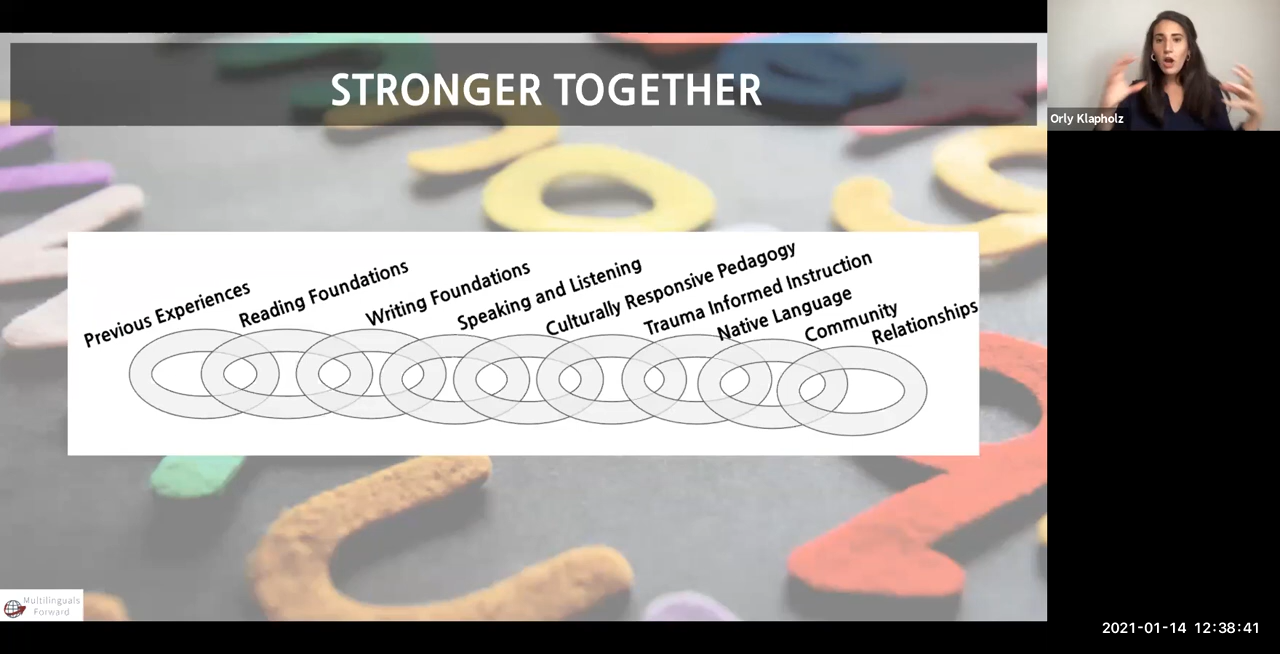 STRONGER TOGETHER
Orly Klapholz
Previous Experiences
Reading Foundations
Writing Foundations
Speaking and Listening
Culturally Responsive Pedagogy
Trauma Informed Instruction
Native Language
Community
Relationships
Multilinguals
Forward
2021-01-14 12:38:41